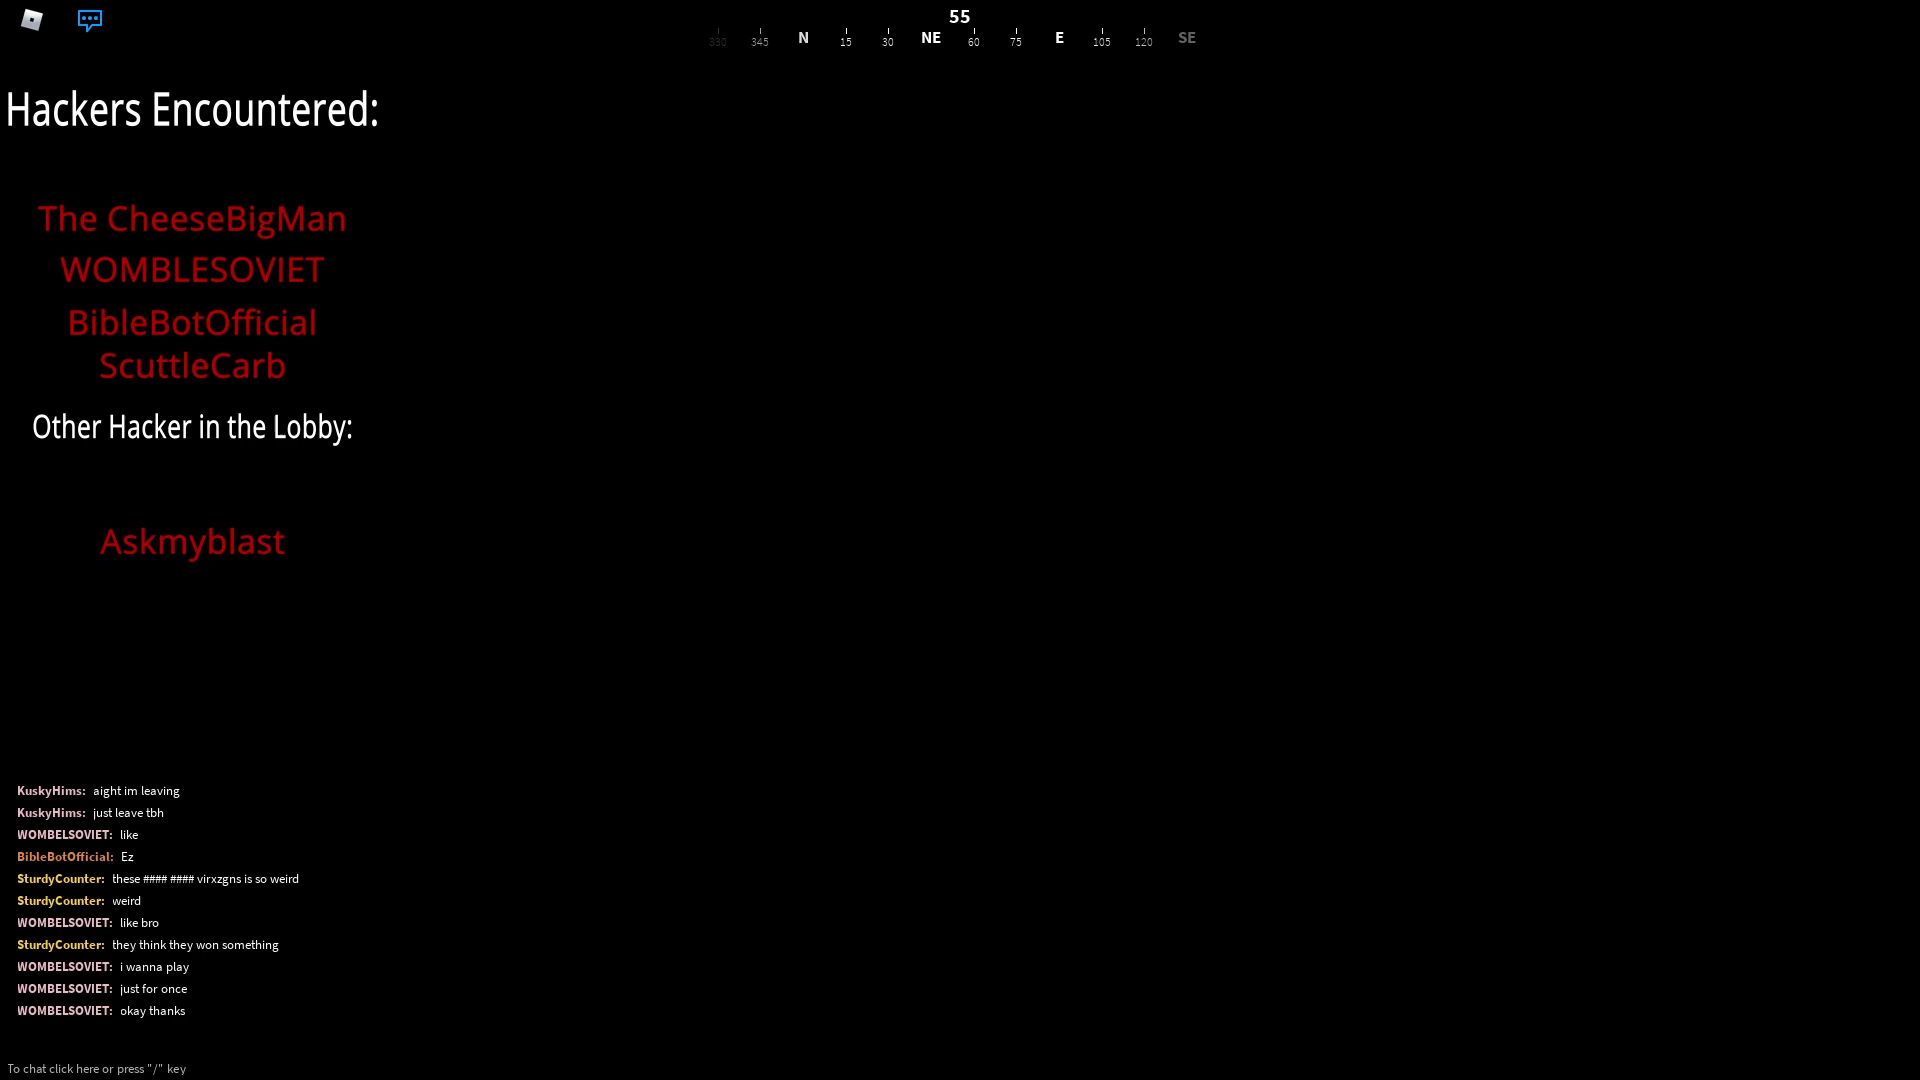 55
330 345 N 15 30 NE 60 75 E 105 120 SE
Hackers Encountered:
The CheeseBigMan
WOMBLESOVIET
BibleBotOfficial
ScuttleCarb
Other Hacker in the Lobby:
Askmyblast
KuskyHims: aight im leaving
KuskyHims: just leave tbh
WOMBELSOVIET: like
BibleBotOfficial: Ez
SturdyCounter: these #### #### virxzgns is so weird
SturdyCounter: weird
WOMBELSOVIET: like bro
SturdyCounter: they think they won something
WOMBELSOVIET: i wanna play
WOMBELSOVIET: just for once
WOMBELSOVIET: okay thanks
To chat click here or press "/" key